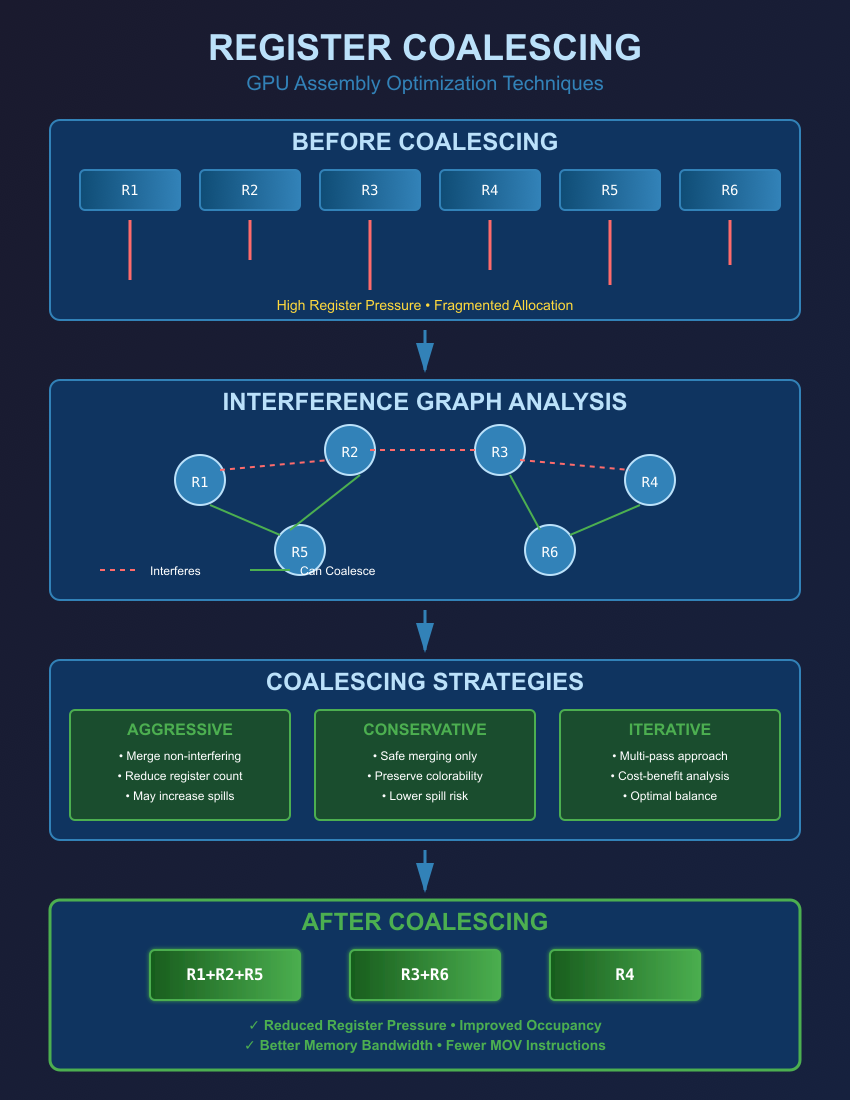 REGISTER COALESCING
GPU Assembly Optimization Techniques
BEFORE COALESCING
R1 R2 R3 R4 R5 R6
High Register Pressure • Fragmented Allocation
INTERFERENCE GRAPH ANALYSIS
R2 R3
R1 R4
R5 R6
Interferes Can Coalesce
COALESCING STRATEGIES
AGGRESSIVE
• Merge non-interfering
• Reduce register count
• May increase spills
CONSERVATIVE
• Safe merging only
• Preserve colorability
• Lower spill risk
ITERATIVE
• Multi-pass approach
• Cost-benefit analysis
• Optimal balance
AFTER COALESCING
R1+R2+R5 R3+R6 R4
✓ Reduced Register Pressure • Improved Occupancy
✓ Better Memory Bandwidth • Fewer MOV Instructions